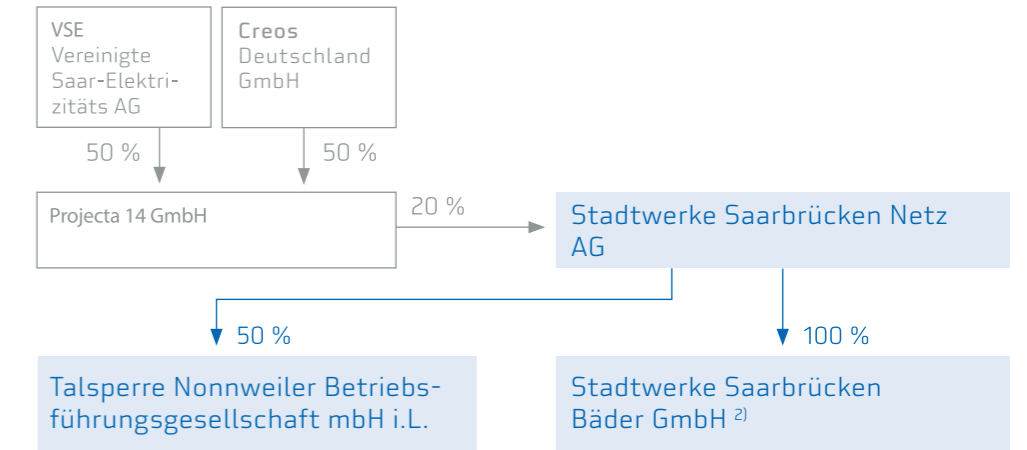 VSE
Vereinigte
Saar-Elektri-
zitäts AG
Creos
Deutschland
GmbH
50 %
50 %
Projecta 14 GmbH
20 %
Stadtwerke Saarbrücken Netz
AG
50 %
100 %
Talsperre Nonnweiler Betriebs-
führungsgesellschaft mbH i.L.
Stadtwerke Saarbrücken
Bäder GmbH ²⁾